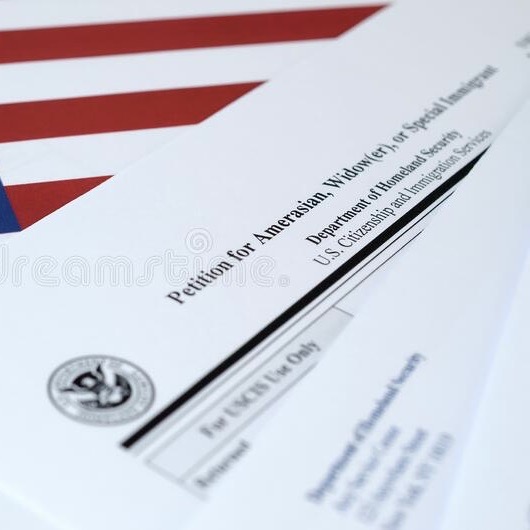 Petition for Amerasian, Widow(er), or Special Immigrant
Department of Homeland Security
U.S. Citizenship and Immigration Services
For USCIS Use Only
Returned
Department of Homeland Security
dreamstime.